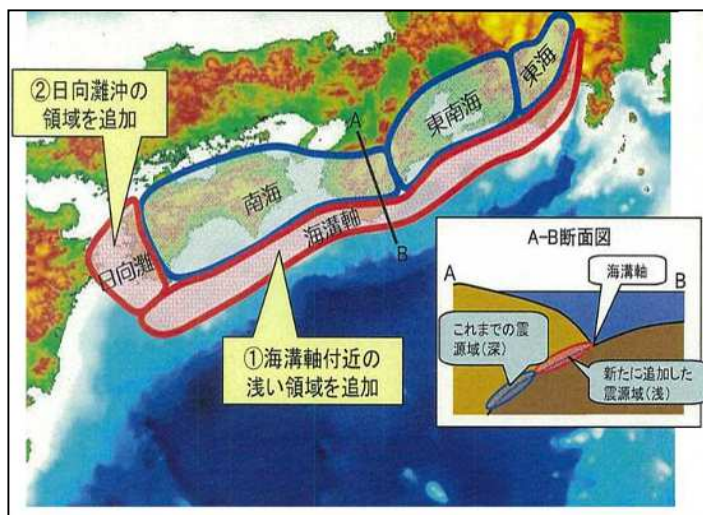 ②日向灘沖の
領域を追加
A
東南海
東海
南海
海溝軸
B
日向灘
①海溝軸付近の
浅い領域を追加
A-B断面図
海溝軸
A
B
これまでの震
源域(深)
新たに追加した
震源域(浅)